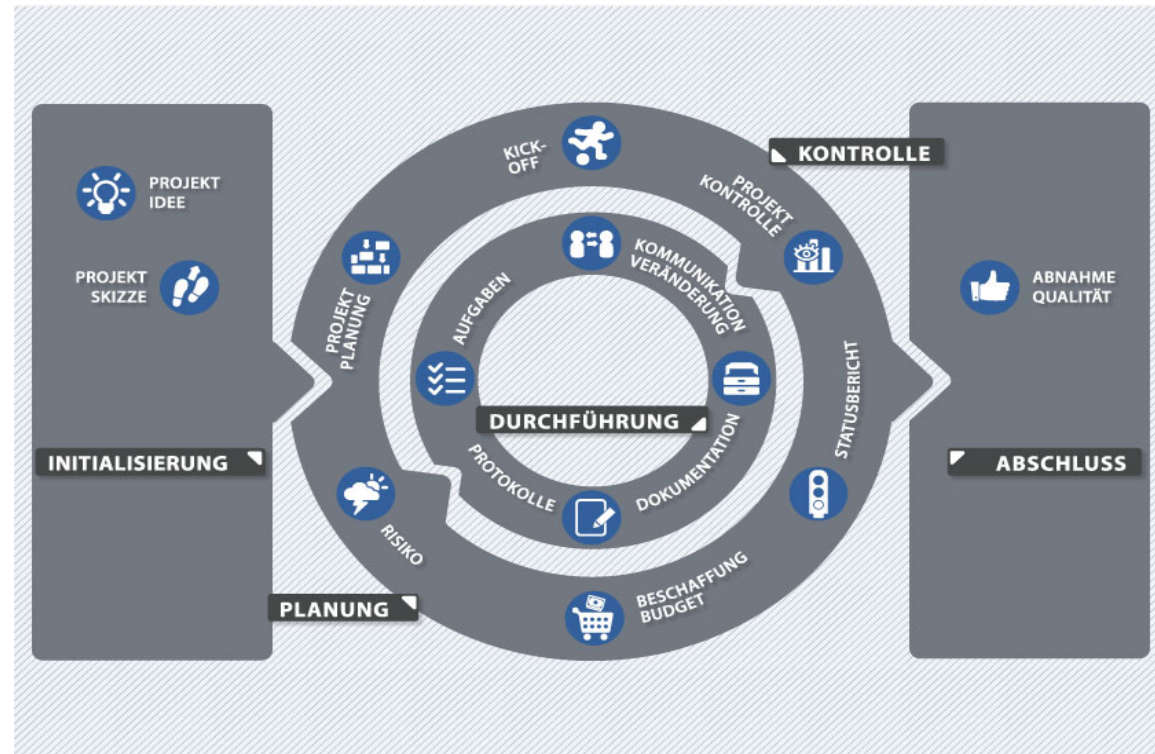 PROJEKT
IDEE
PROJEKT
SKIZZE
INITIALISIERUNG
KICK-
OFF
PROJEKT
PLANUNG
RISIKO
PLANUNG
BESCHAFFUNG
BUDGET
KONTROLLE
PROJEKT
KONTROLLE
STATUSBERICHT
KOMMUNIKATION
VERÄNDERUNG
AUFGABEN
DURCHFÜHRUNG
PROTOKOLLE
DOKUMENTATION
ABNAHME
QUALITÄT
ABSCHLUSS